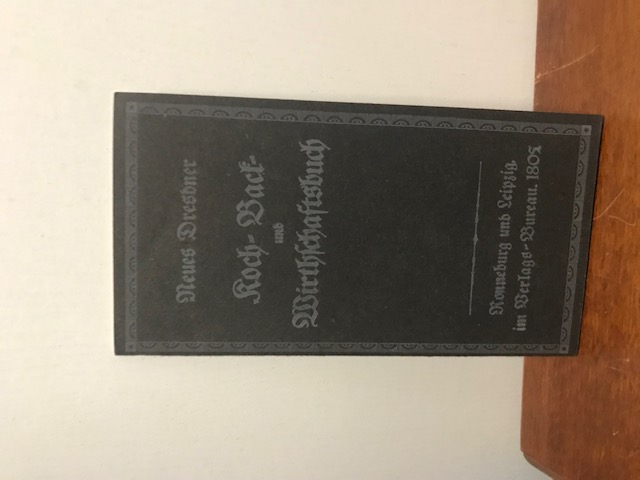 Neues Dresdner
Koch- Back-
und
Wirthschaftsbuch
Ronneburg und Leipzig.
im Verlags-Bureau. 1805